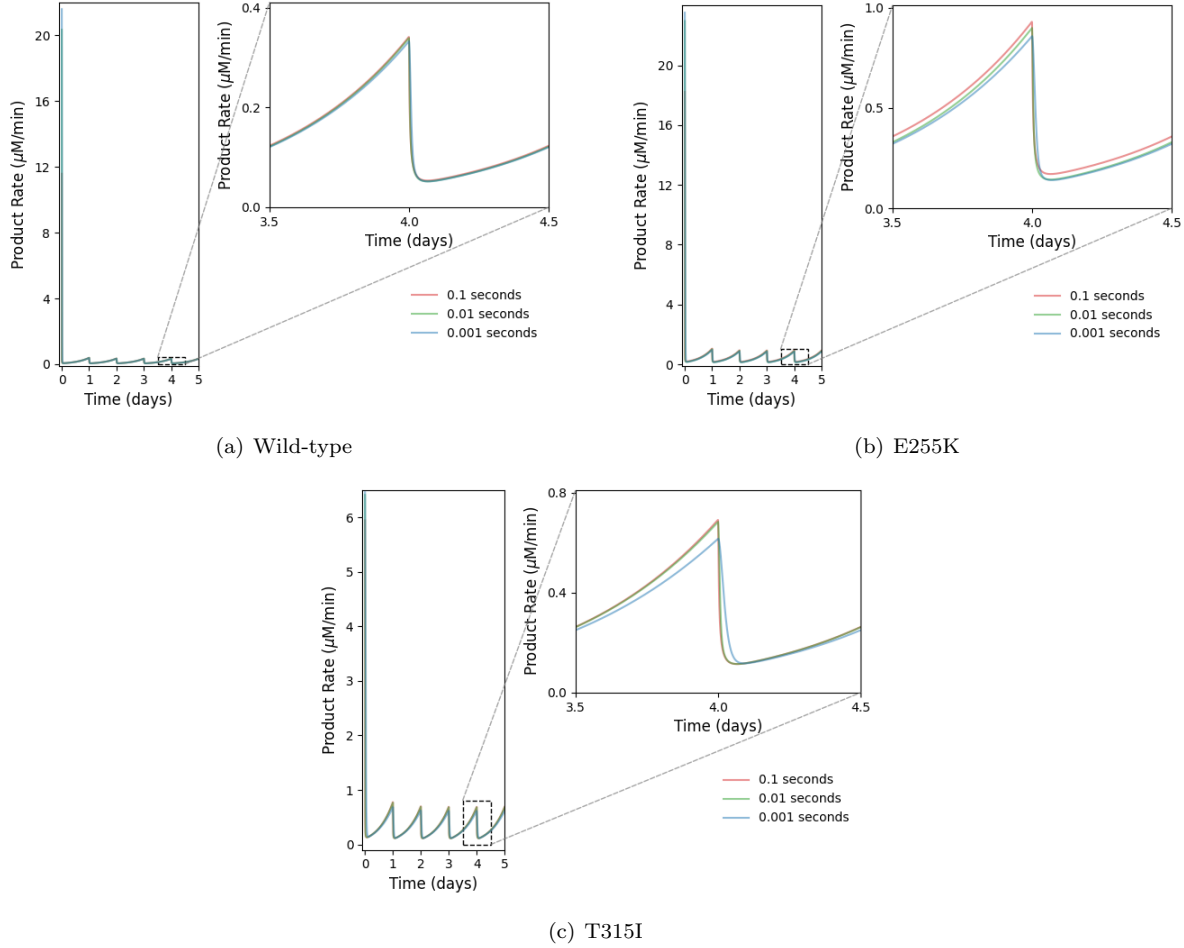 Product Rate (μM/min)
20
16
12
8
4
0
0 1 2 3 4 5
Time (days)
Product Rate (μM/min)
0.4
0.2
0.0
3.5 4.0 4.5
Time (days)
0.1 seconds
0.01 seconds
0.001 seconds
(a) Wild-type
Product Rate (μM/min)
20
16
12
8
4
0
0 1 2 3 4 5
Time (days)
Product Rate (μM/min)
1.0
0.5
0.0
3.5 4.0 4.5
Time (days)
0.1 seconds
0.01 seconds
0.001 seconds
(b) E255K
Product Rate (μM/min)
6
5
4
3
2
1
0
0 1 2 3 4 5
Time (days)
Product Rate (μM/min)
0.8
0.4
0.0
3.5 4.0 4.5
Time (days)
0.1 seconds
0.01 seconds
0.001 seconds
(c) T315I